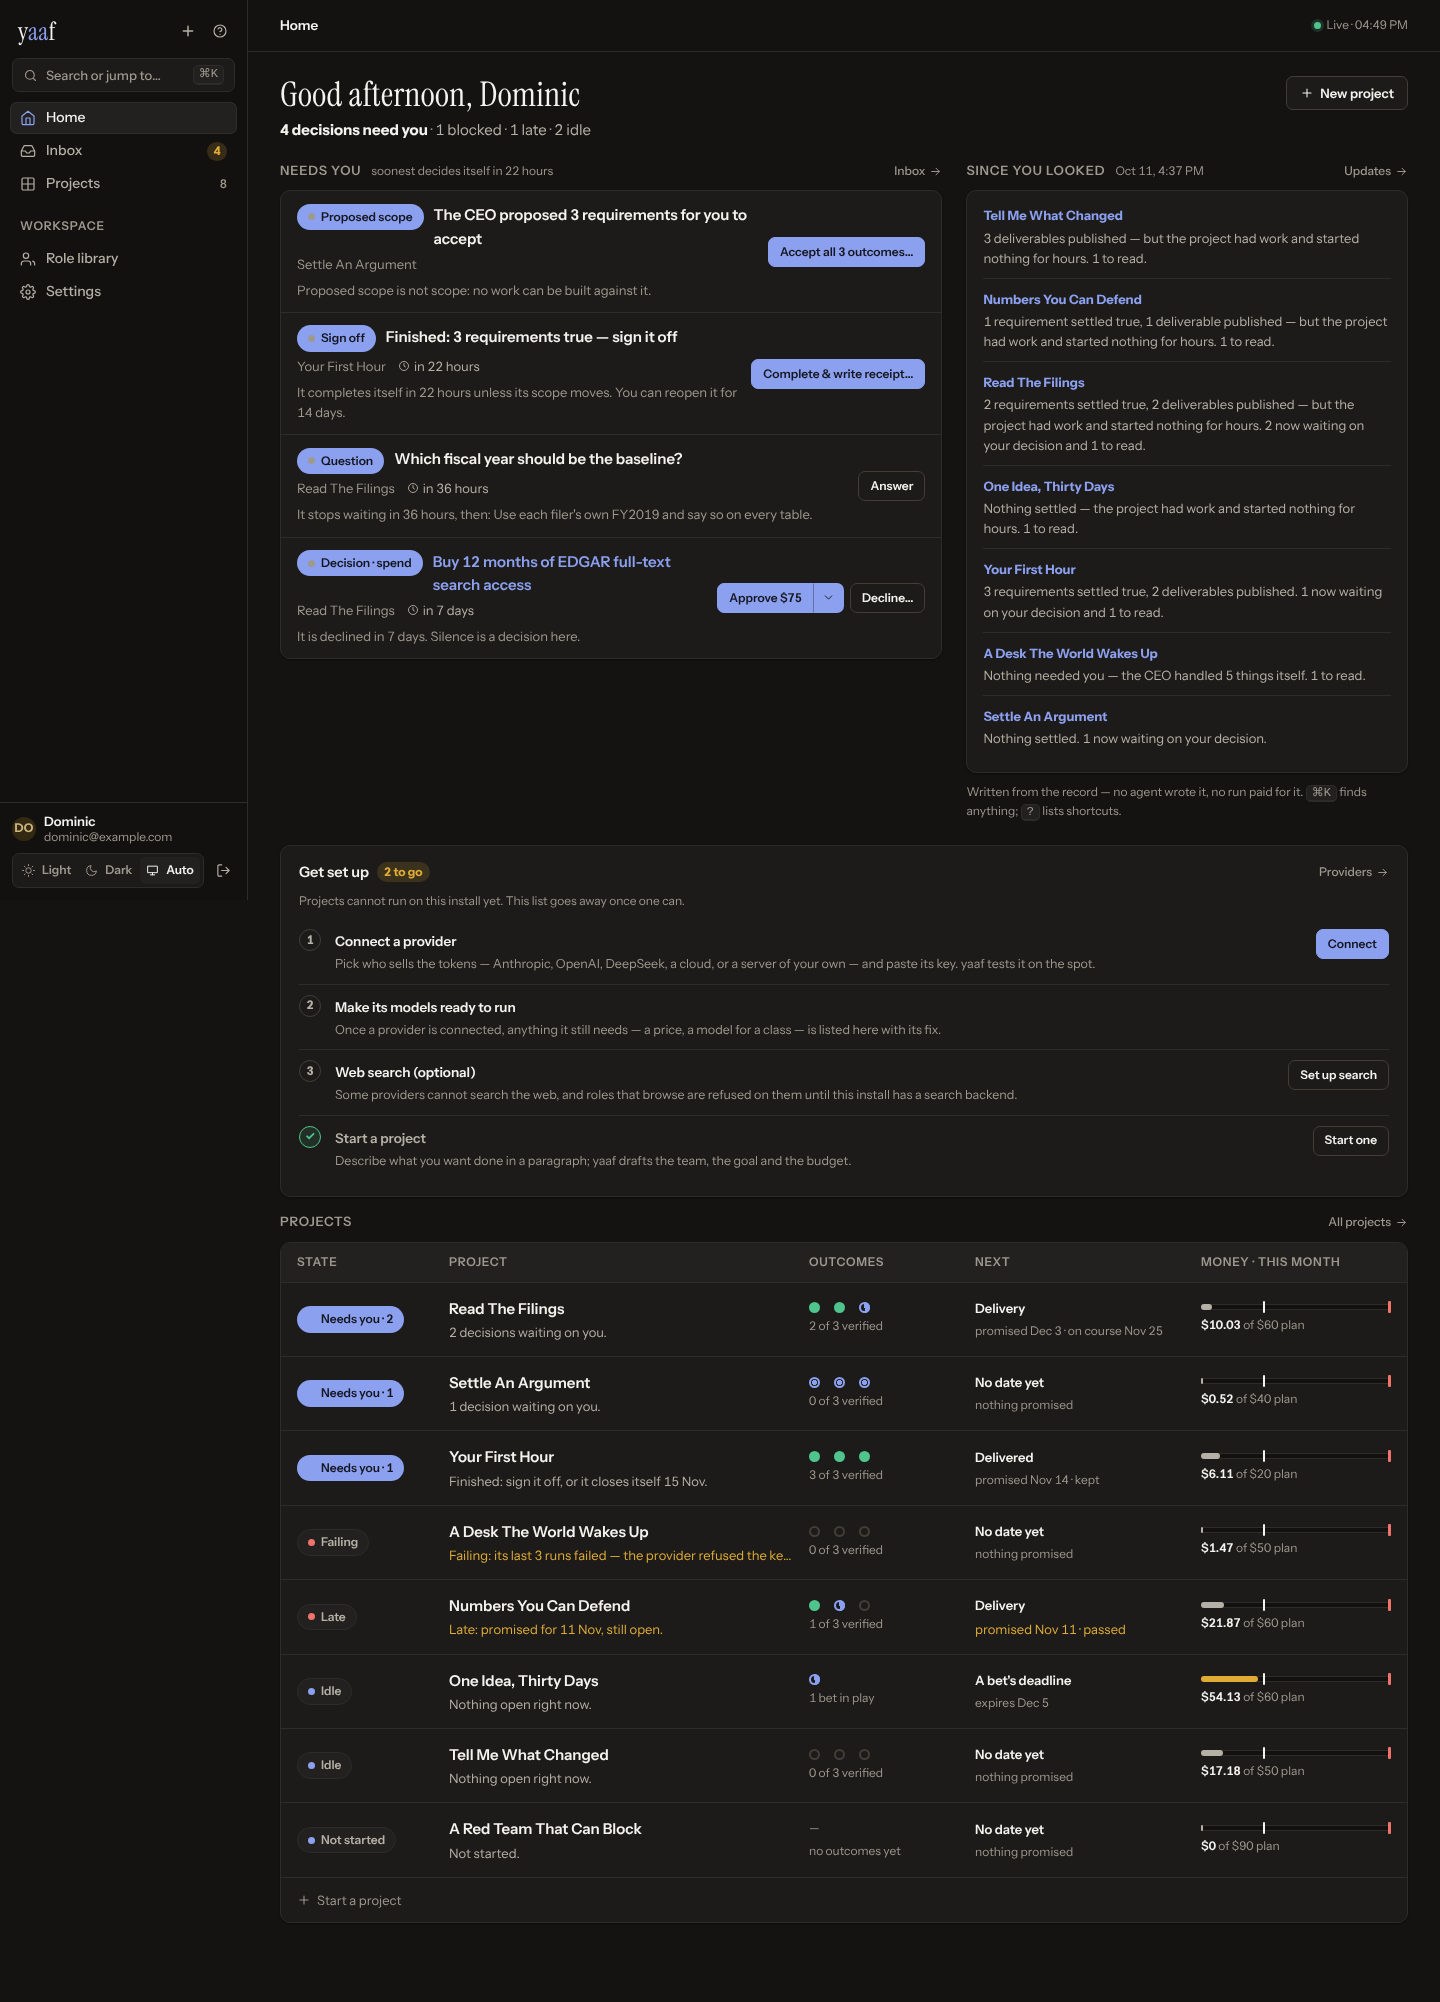 yaaf
Search or jump to...
⌘K
Home
Inbox
4
Projects
8
WORKSPACE
Role library
Settings
DO
Dominic
dominic@example.com
Light
Dark
Auto
Home
Live · 04:49 PM
Good afternoon, Dominic
4 decisions need you · 1 blocked · 1 late · 2 idle
New project
NEEDS YOU soonest decides itself in 22 hours
Inbox →
Proposed scope
The CEO proposed 3 requirements for you to
accept
Settle An Argument
Proposed scope is not scope: no work can be built against it.
Accept all 3 outcomes...
Sign off
Finished: 3 requirements true — sign it off
Your First Hour
in 22 hours
It completes itself in 22 hours unless its scope moves. You can reopen it for
14 days.
Complete & write receipt...
Question
Which fiscal year should be the baseline?
Read The Filings
in 36 hours
It stops waiting in 36 hours, then: Use each filer's own FY2019 and say so on every table.
Answer
Decision · spend
Buy 12 months of EDGAR full-text
search access
Read The Filings
in 7 days
It is declined in 7 days. Silence is a decision here.
Approve $75
Decline...
SINCE YOU LOOKED Oct 11, 4:37 PM
Updates →
Tell Me What Changed
3 deliverables published — but the project had work and started
nothing for hours. 1 to read.
Numbers You Can Defend
1 requirement settled true, 1 deliverable published — but the project
had work and started nothing for hours. 1 to read.
Read The Filings
2 requirements settled true, 2 deliverables published — but the
project had work and started nothing for hours. 2 now waiting on
your decision and 1 to read.
One Idea, Thirty Days
Nothing settled — the project had work and started nothing for
hours. 1 to read.
Your First Hour
3 requirements settled true, 2 deliverables published. 1 now waiting
on your decision and 1 to read.
A Desk The World Wakes Up
Nothing needed you — the CEO handled 5 things itself. 1 to read.
Settle An Argument
Nothing settled. 1 now waiting on your decision.
Written from the record — no agent wrote it, no run paid for it. ⌘K finds
anything; ? lists shortcuts.
Get set up
2 to go
Providers →
Projects cannot run on this install yet. This list goes away once one can.
1
Connect a provider
Pick who sells the tokens — Anthropic, OpenAI, DeepSeek, a cloud, or a server of your own — and paste its key. yaaf tests it on the spot.
Connect
2
Make its models ready to run
Once a provider is connected, anything it still needs — a price, a model for a class — is listed here with its fix.
3
Web search (optional)
Some providers cannot search the web, and roles that browse are refused on them until this install has a search backend.
Set up search
Start a project
Describe what you want done in a paragraph; yaaf drafts the team, the goal and the budget.
Start one
PROJECTS
All projects →
STATE PROJECT OUTCOMES NEXT MONEY · THIS MONTH
Needs you · 2
Read The Filings
2 decisions waiting on you.
2 of 3 verified
Delivery
promised Dec 3 · on course Nov 25
$10.03 of $60 plan
Needs you · 1
Settle An Argument
1 decision waiting on you.
0 of 3 verified
No date yet
nothing promised
$0.52 of $40 plan
Needs you · 1
Your First Hour
Finished: sign it off, or it closes itself 15 Nov.
3 of 3 verified
Delivered
promised Nov 14 · kept
$6.11 of $20 plan
Failing
A Desk The World Wakes Up
Failing: its last 3 runs failed — the provider refused the ke...
0 of 3 verified
No date yet
nothing promised
$1.47 of $50 plan
Late
Numbers You Can Defend
Late: promised for 11 Nov, still open.
1 of 3 verified
Delivery
promised Nov 11 · passed
$21.87 of $60 plan
Idle
One Idea, Thirty Days
Nothing open right now.
1 bet in play
A bet's deadline
expires Dec 5
$54.13 of $60 plan
Idle
Tell Me What Changed
Nothing open right now.
0 of 3 verified
No date yet
nothing promised
$17.18 of $50 plan
Not started
A Red Team That Can Block
Not started.
—
no outcomes yet
No date yet
nothing promised
$0 of $90 plan
Start a project